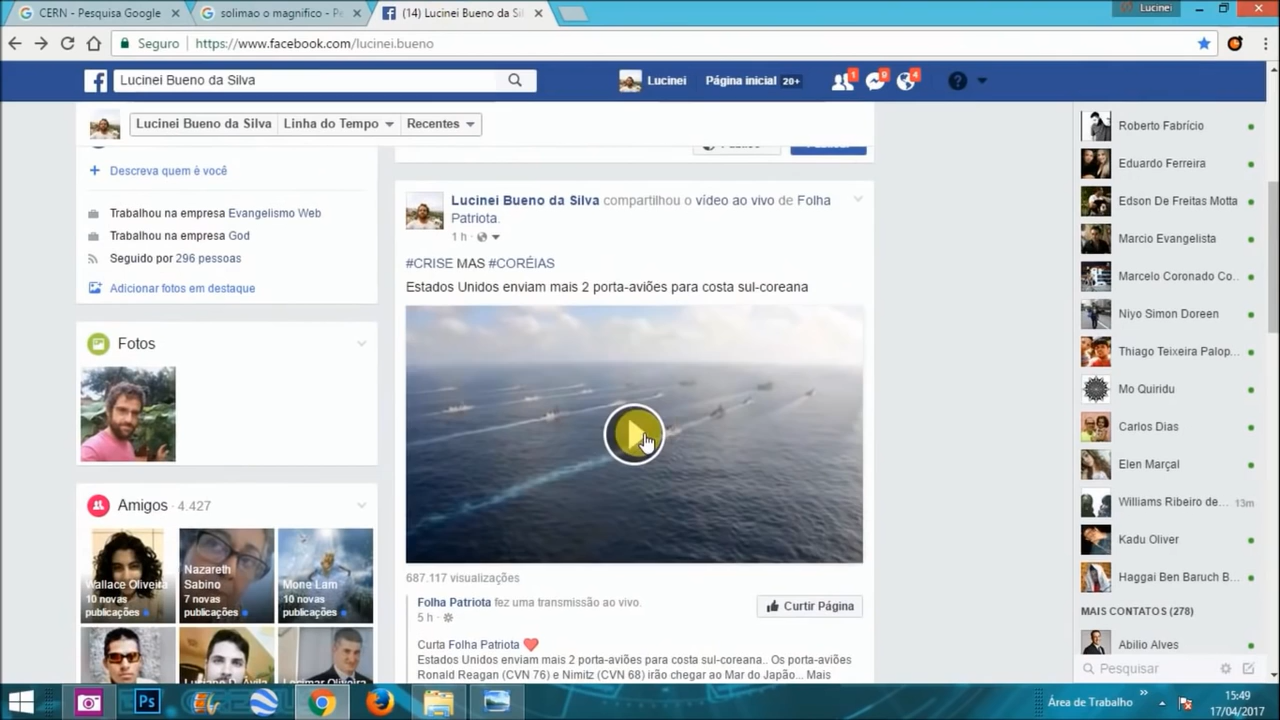 CERN - Pesquisa Google
solimao o magnifico - Pe
(14) Lucinei Bueno da Sil
Lucinei
Seguro
https://www.facebook.com/lucinei.bueno
Lucinei Bueno da Silva
Lucinei
Página inicial 20+
1
9
4
Lucinei Bueno da Silva
Linha do Tempo
Recentes
Descreva quem è você
Trabalhou na empresa Evangelismo Web
Trabalhou na empresa God
Seguido por 296 pessoas
Adicionar fotos em destaque
Fotos
Amigos · 4.427
Wallace Oliveira
10 novas
publicações
Nazareth
Sabino
7 novas
publicações
Mone Lam
10 novas
publicações
Lucinei Bueno da Silva compartilhou o vídeo ao vivo de Folha
Patriota.
1 h ·
#CRISE MAS #CORÉIAS
Estados Unidos enviam mais 2 porta-aviões para costa sul-coreana
687.117 visualizações
Folha Patriota fez uma transmissão ao vivo.
5 h ·
Curtir Página
Curta Folha Patriota ❤️
Estados Unidos enviam mais 2 porta-aviões para costa sul-coreana.. Os porta-aviões
Ronald Reagan (CVN 76) e Nimitz (CVN 68) irão chegar ao Mar do Japão.. Mais
Roberto Fabrício
Eduardo Ferreira
Edson De Freitas Motta
Marcio Evangelista
Marcelo Coronado Co...
Niyo Simon Doreen
Thiago Teixeira Palop...
Mo Quiridu
Carlos Dias
Elen Marçal
Williams Ribeiro de... 13m
Kadu Oliver
Haggai Ben Baruch B...
MAIS CONTATOS (278)
Abilio Alves
Pesquisar
Ps
Área de Trabalho
15:49
17/04/2017